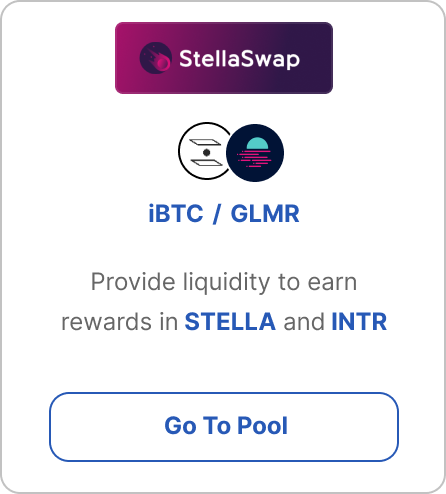 StellaSwap
iBTC / GLMR
Provide liquidity to earn
rewards in STELLA and INTR
Go To Pool